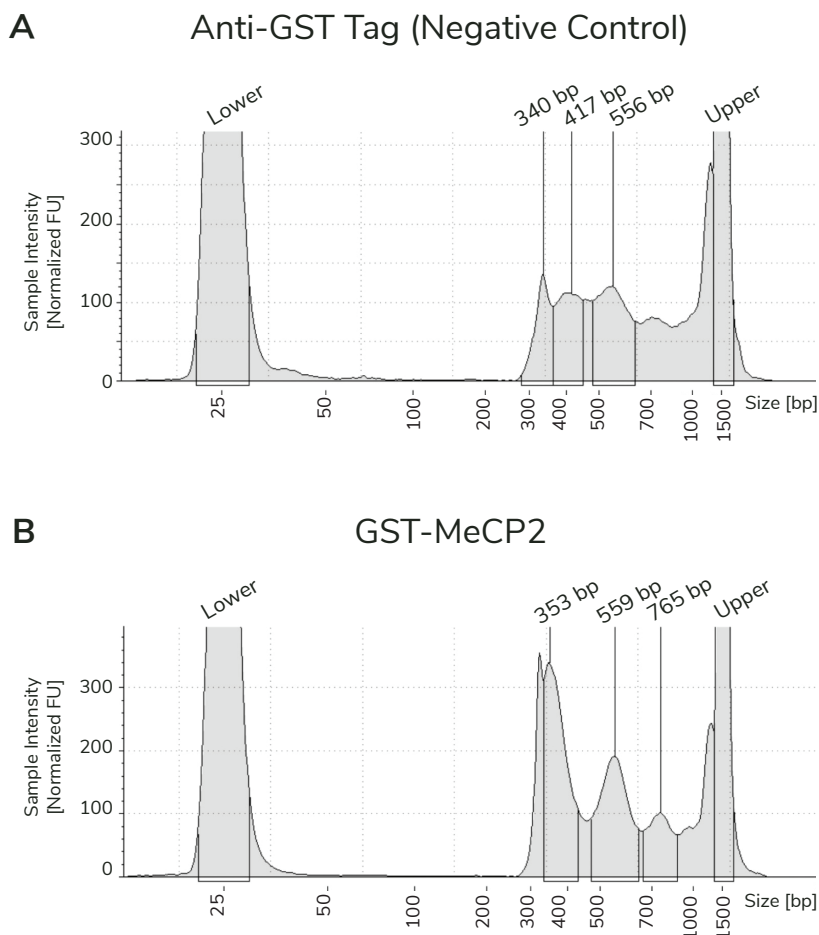 A
Anti-GST Tag (Negative Control)
Lower
340 bp
417 bp
556 bp
Upper
Sample Intensity
[Normalized FU]
300
200
100
0
25
50
100
200
300
400
500
700
1000
1500
Size [bp]
B
GST-MeCP2
Lower
353 bp
559 bp
765 bp
Upper
Sample Intensity
[Normalized FU]
300
200
100
0
25
50
100
200
300
400
500
700
1000
1500
Size [bp]